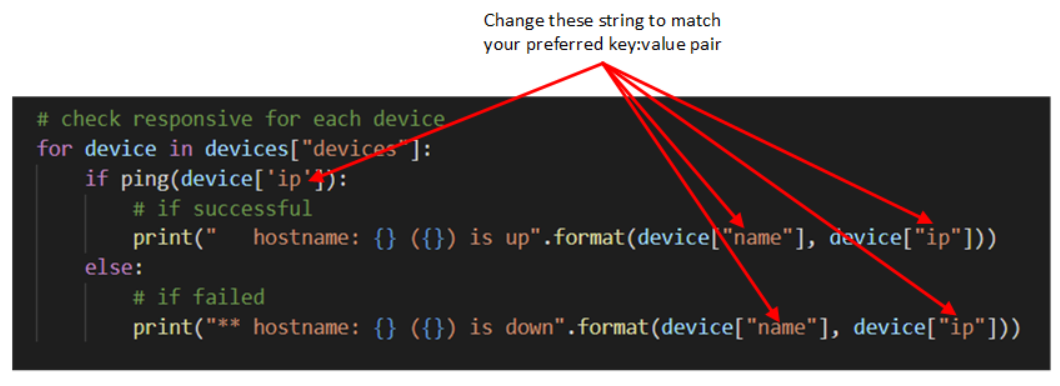 Change these string to match
your preferred key:value pair
# check responsive for each device
for device in devices["devices"]:
    if ping(device['ip']):
        # if successful
        print("   hostname: {} ({}) is up".format(device["name"], device["ip"]))
    else:
        # if failed
        print("** hostname: {} ({}) is down".format(device["name"], device["ip"]))